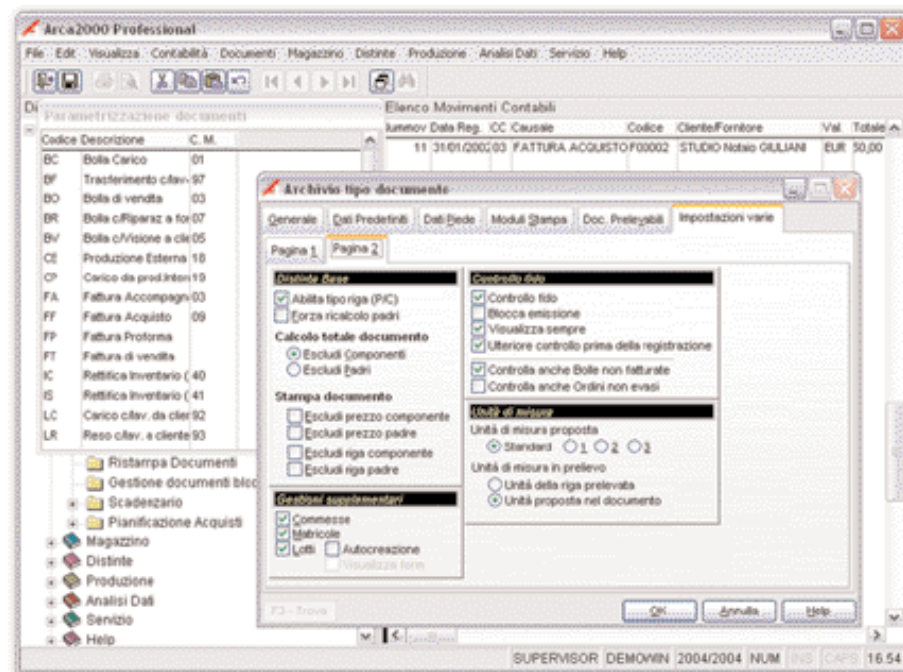 Arca2000 Professional
File Edit Visualizza Contabilità Documenti Magazzino Distinte Produzione Analisi Dati Servizio Help
Parametrizzazione documenti
Codice Descrizione C. M.
BC Bolla Carico 01
BF Trasferimento c/lav. 97
BO Bolla di vendita 03
BR Bolla c/Riparaz a for 07
BV Bolla c/Visione a clie 05
CE Produzione Esterna 18
CP Carico da prod.Inter 19
FA Fattura Accompagn 03
FF Fattura Acquisto 09
FP Fattura Proforma
FT Fattura di vendita
IC Rettifica Inventario ( 40
IS Rettifica Inventario ( 41
LC Carico c/lav. da clier 92
LR Reso c/lav. a cliente 93
Ristampa Documenti
Gestione documenti bloc
Scadenzario
Pianificazione Acquisti
Magazzino
Distinte
Produzione
Analisi Dati
Servizio
Help
Elenco Movimenti Contabili
Nummov Data Reg. CC Causale Codice Cliente/Fornitore Val. Totale
11 31/01/2002 03 FATTURA ACQUISTO F00002 STUDIO Notaio GIULIANI EUR 50,00
Archivio tipo documento
Generale Dati Predefiniti Dati Piede Moduli Stampa Doc. Prelevabili Impostazioni varie
Pagina 1 Pagina 2
Distinte Base
Abilita tipo riga (P/C)
Forza ricalcolo padri
Calcolo totale documento
Escludi Componenti
Escludi Padri
Stampa documento
Escludi prezzo componente
Escludi prezzo padre
Escludi riga componente
Escludi riga padre
Gestioni supplementari
Commesse
Matricole
Lotti Autocreazione
Visualizza form
Controllo fido
Controllo fido
Blocca emissione
Visualizza sempre
Ulteriore controllo prima della registrazione
Controlla anche Bolle non fatturate
Controlla anche Ordini non evasi
Unità di misura
Unità di misura proposta
Standard 1 2 3
Unità di misura in prelievo
Unità della riga prelevata
Unità proposta nel documento
F3 - Trova OK Annulla Help
SUPERVISOR DEMOWIN 2004/2004 NUM INS CAPS 16.54